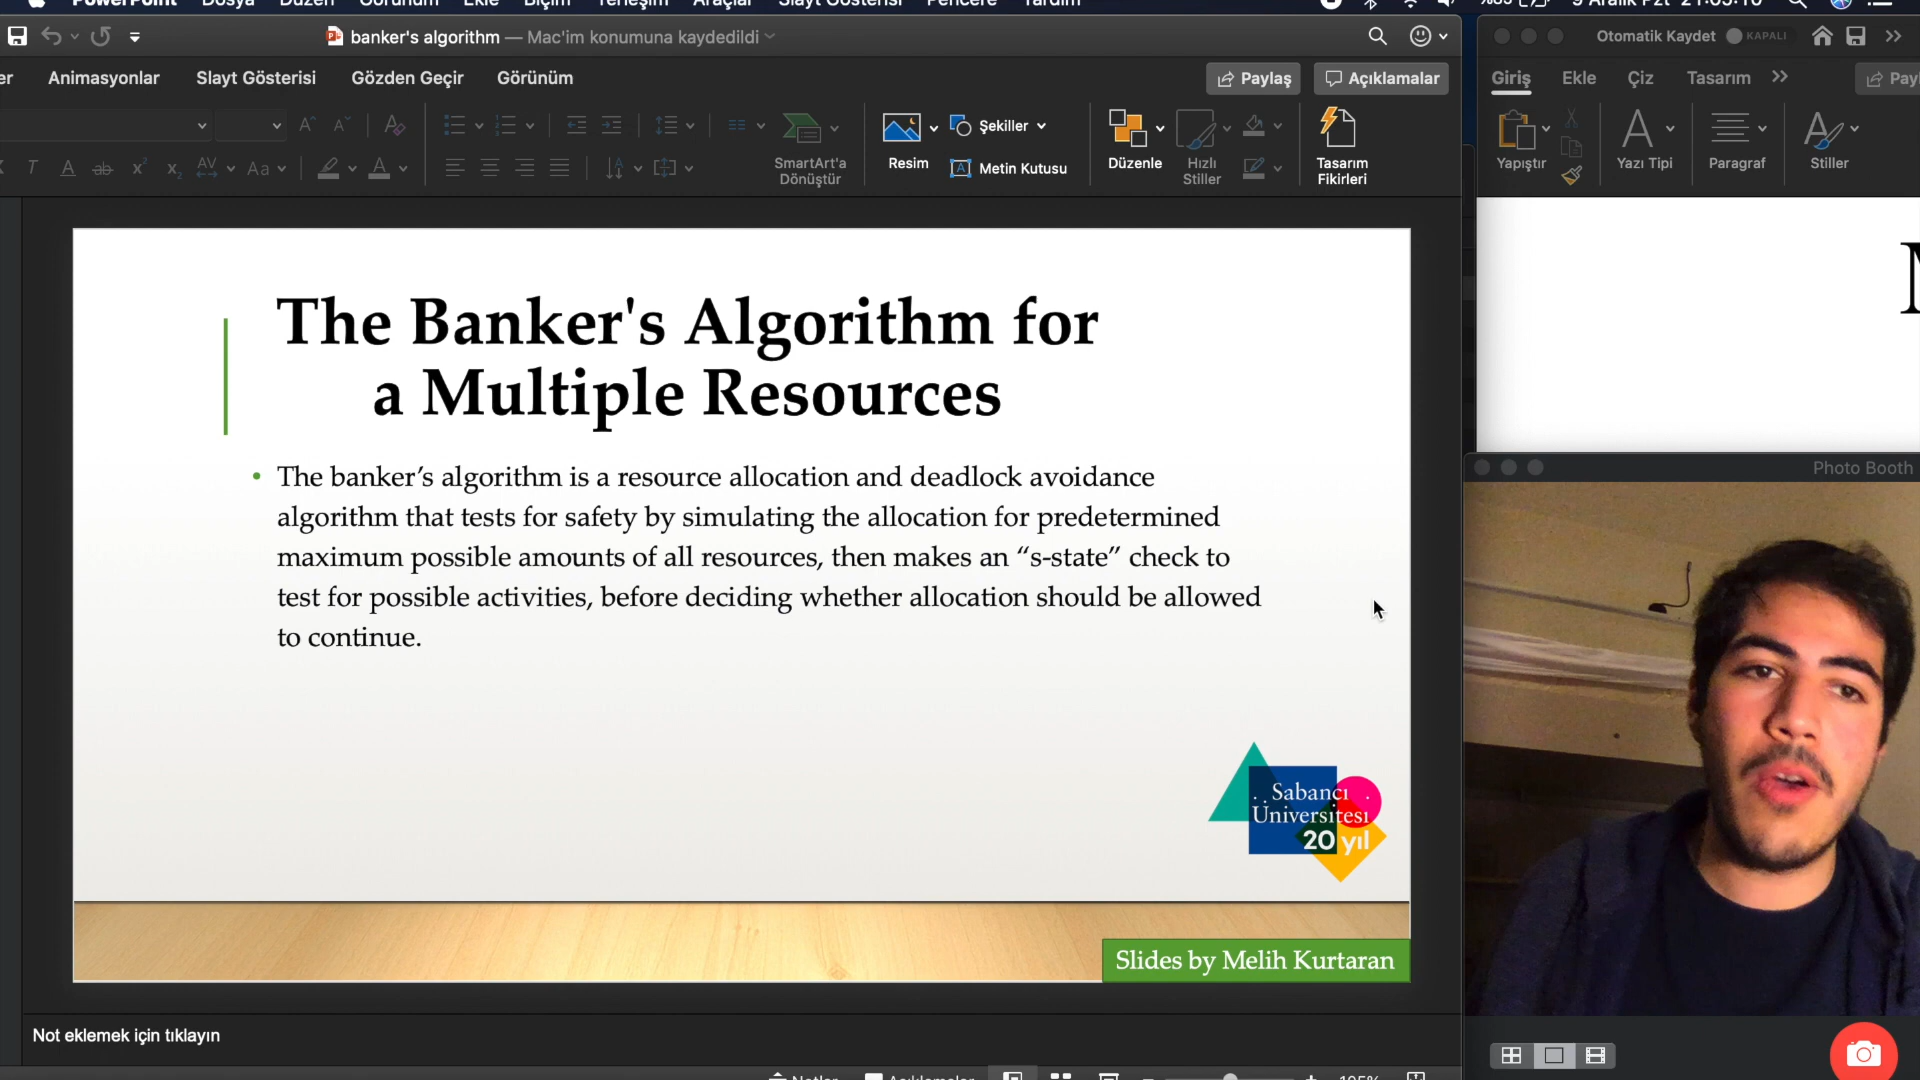 banker's algorithm — Mac'im konumuna kaydedildi
Animasyonlar Slayt Gösterisi Gözden Geçir Görünüm
Paylaş Açıklamalar
SmartArt'a
Dönüştür
Resim
Şekiller
Metin Kutusu
Düzenle
Hızlı
Stiller
Tasarım
Fikirleri
Otomatik Kaydet KAPALI
Giriş Ekle Çiz Tasarım
Yapıştır Yazı Tipi Paragraf Stiller
The Banker's Algorithm for
a Multiple Resources
• The banker’s algorithm is a resource allocation and deadlock avoidance
algorithm that tests for safety by simulating the allocation for predetermined
maximum possible amounts of all resources, then makes an “s-state” check to
test for possible activities, before deciding whether allocation should be allowed
to continue.
Sabancı
Üniversitesi
20 yıl
Slides by Melih Kurtaran
Not eklemek için tıklayın
Photo Booth